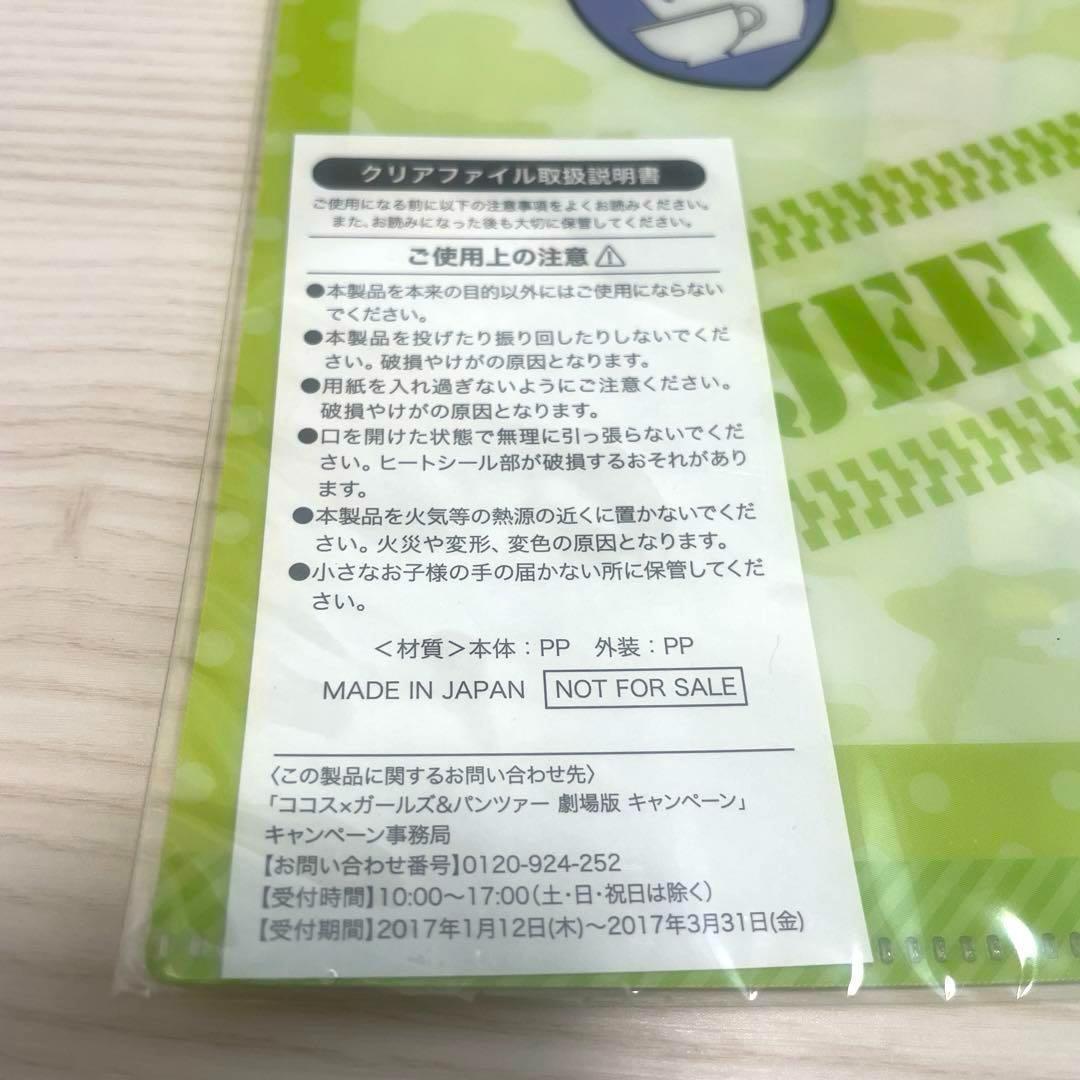 クリアファイル取扱説明書
ご使用になる前に以下の注意事項をよくお読みください。
また、お読みになった後も大切に保管してください。
ご使用上の注意⚠
●本製品を本来の目的以外にはご使用にならない
でください。
●本製品を投げたり振り回したりしないでくだ
さい。破損やけがの原因となります。
●用紙を入れ過ぎないようにご注意ください。
破損やけがの原因となります。
●口を開けた状態で無理に引っ張らないでくだ
さい。ヒートシール部が破損するおそれがあり
ます。
●本製品を火気等の熱源の近くに置かないでくだ
さい。火災や変形、変色の原因となります。
●小さなお子様の手の届かない所に保管してくだ
さい。
＜材質＞本体：PP　外装：PP
MADE IN JAPAN NOT FOR SALE
〈この製品に関するお問い合わせ先〉
「ココス×ガールズ&パンツァー 劇場版 キャンペーン」
キャンペーン事務局
【お問い合わせ番号】0120-924-252
【受付時間】10:00〜17:00（土・日・祝日は除く）
【受付期間】2017年1月12日(木)〜2017年3月31日(金)